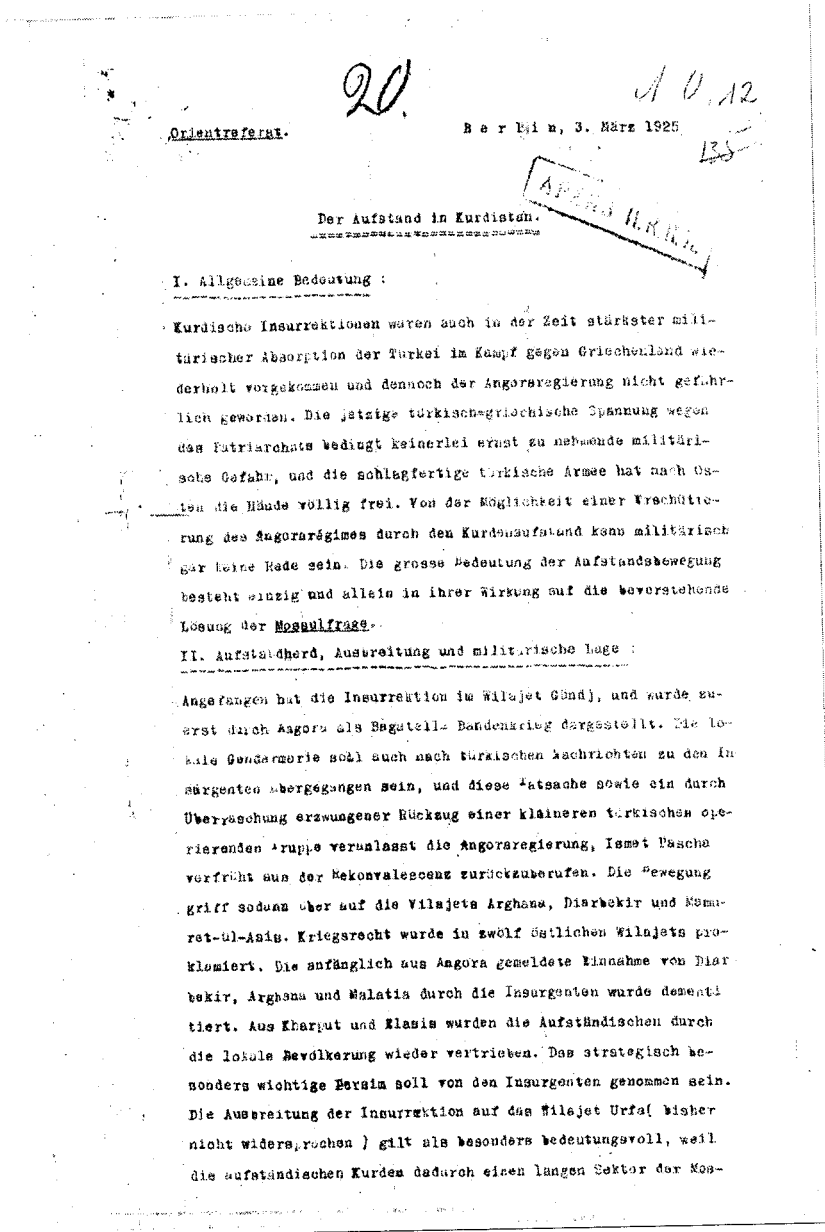 20.
10.12
Orientreferat.
Berlin, 3. März 1925
Der Aufstand in Kurdistan.
I. Allgemeine Bedeutung :
Kurdische Insurrektionen waren auch in der Zeit stärkster mili-
tärischer Absorption der Türkei im Kampf gegen Griechenland wie-
derholt vorgekommen und dennoch der Angoraregierung nicht gefähr-
lich geworden. Die jetzige türkischgriechische Spannung wegen
des Patriarchats bedingt keinerlei ernst zu nehmende militäri-
sche Gefahr, und die schlagfertige türkische Armee hat nach Os-
ten die Hände völlig frei. Von der Möglichkeit einer Erschütte-
rung des Angorarégimes durch den Kurdenaufstand kann militärisch
gar keine Rede sein. Die grosse Bedeutung der Aufstandsbewegung
besteht einzig und allein in ihrer Wirkung auf die bevorstehende
Lösung der Mossulfrage.
II. Aufstandherd, Ausbreitung und militärische Lage :
Angefangen hat die Insurrektion im Wilajet Gündj, und wurde zu-
erst durch Angora als Bagatelle Bandenkrieg dargestellt. Die lo-
kale Gendarmerie soll auch nach türkischen Nachrichten zu den In
surgenten übergegangen sein, und diese Tatsache sowie ein durch
Überraschung erzwungener Rückzug einer kleineren türkischen ope-
rierenden Truppe veranlasst die Angoraregierung, Ismet Pascha
verfrüht aus der Rekonvalescenz zurückzuberufen. Die Bewegung
griff sodann über auf die Vilajets Arghana, Diarbekir und Mamu-
ret-ül-Asis. Kriegsrecht wurde in zwölf östlichen Wilajets pro-
klamiert. Die anfänglich aus Angora gemeldete Einnahme von Diar
bekir, Arghana und Malatia durch die Insurgenten wurde dementi
tiert. Aus Kharput und Elasis wurden die Aufständischen durch
die lokale Bevölkerung wieder vertrieben. Das strategisch be-
sonders wichtige Dersim soll von den Insurgenten genommen sein.
Die Ausbreitung der Insurrektion auf das Wilajet Urfa( bisher
nicht widersprochen ) gilt als besonders bedeutungsvoll, weil
die aufständischen Kurden dadurch einen langen Sektor der Mos-